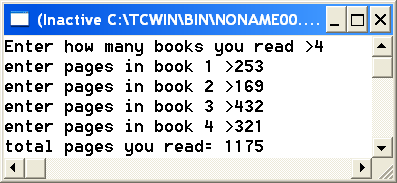 (Inactive C:\TCWIN\BIN\NONAME00....
Enter how many books you read >4
enter pages in book 1 >253
enter pages in book 2 >169
enter pages in book 3 >432
enter pages in book 4 >321
total pages you read= 1175